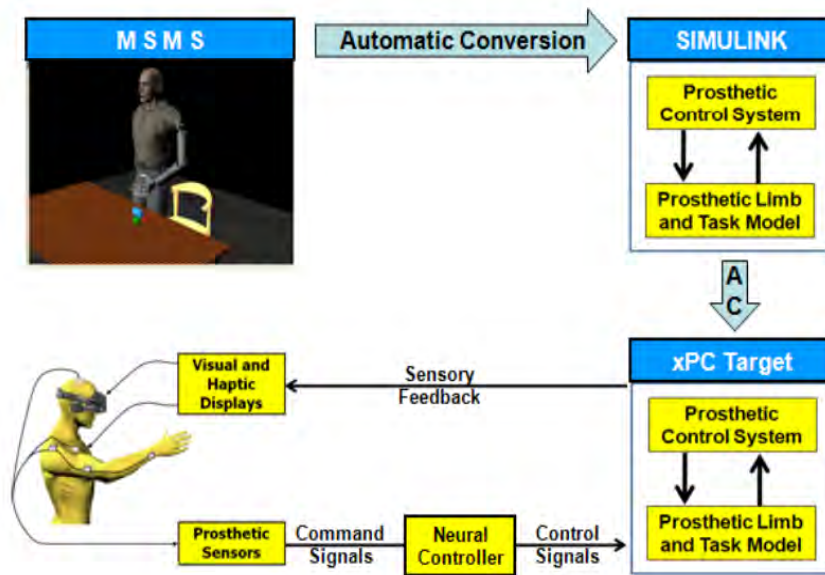 M S M S
Automatic Conversion
SIMULINK
Prosthetic
Control System
Prosthetic Limb
and Task Model
A
C
xPC Target
Visual and
Haptic
Displays
Sensory
Feedback
Prosthetic
Control System
Prosthetic
Sensors
Command
Signals
Neural
Controller
Control
Signals
Prosthetic Limb
and Task Model